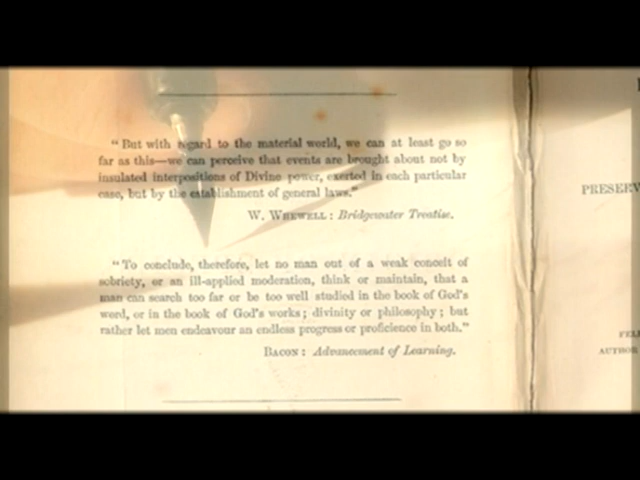 "But with regard to the material world, we can at least go so
far as this—we can perceive that events are brought about not by
insulated interpositions of Divine power, exerted in each particular
case, but by the establishment of general laws."
W. Whewell: Bridgewater Treatise.
"To conclude, therefore, let no man out of a weak conceit of
sobriety, or an ill-applied moderation, think or maintain, that a
man can search too far or be too well studied in the book of God's
word, or in the book of God's works; divinity or philosophy; but
rather let men endeavour an endless progress or proficience in both."
Bacon: Advancement of Learning.
PRESERV
AUTHOR